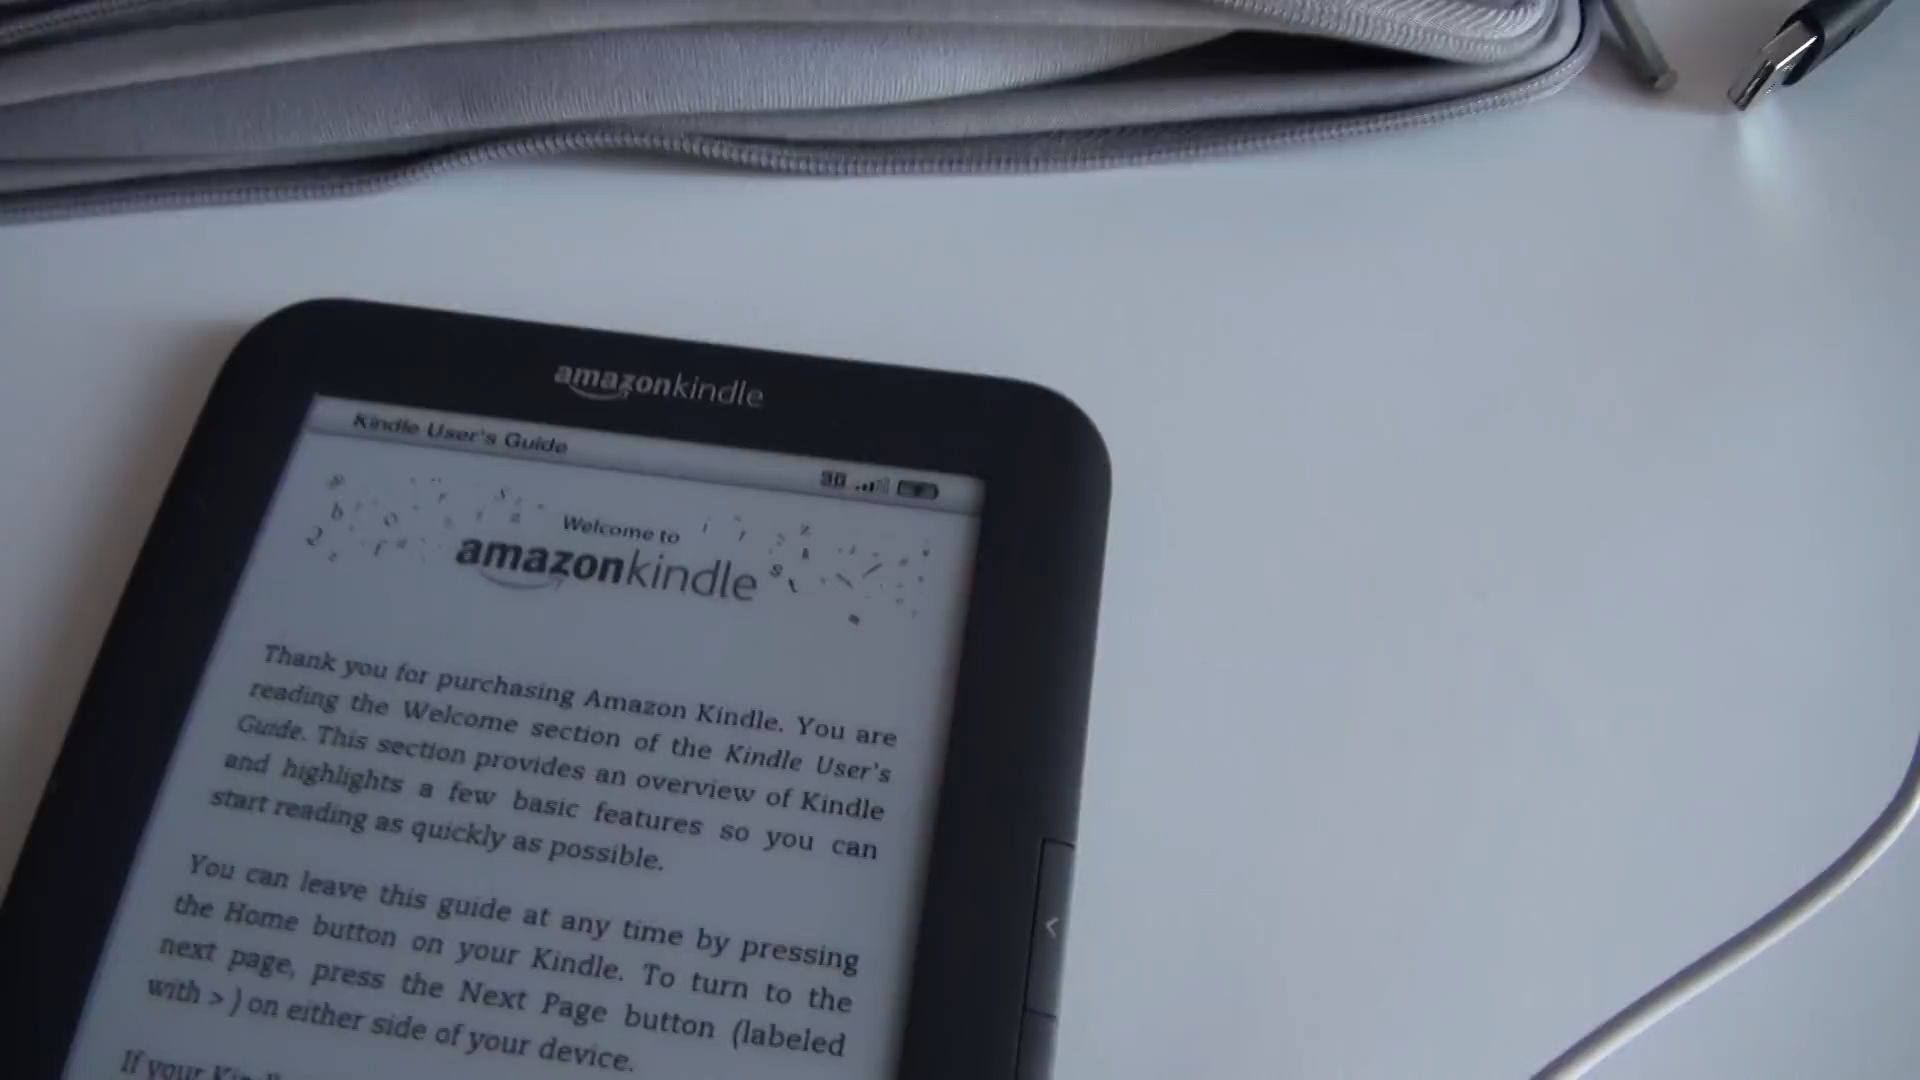 amazonkindle
Kindle User's Guide
3G
Welcome to
amazonkindle
Thank you for purchasing Amazon Kindle. You are
reading the Welcome section of the Kindle User's
Guide. This section provides an overview of Kindle
and highlights a few basic features so you can
start reading as quickly as possible.
You can leave this guide at any time by pressing
the Home button on your Kindle. To turn to the
next page, press the Next Page button (labeled
with > ) on either side of your device.
If your
<